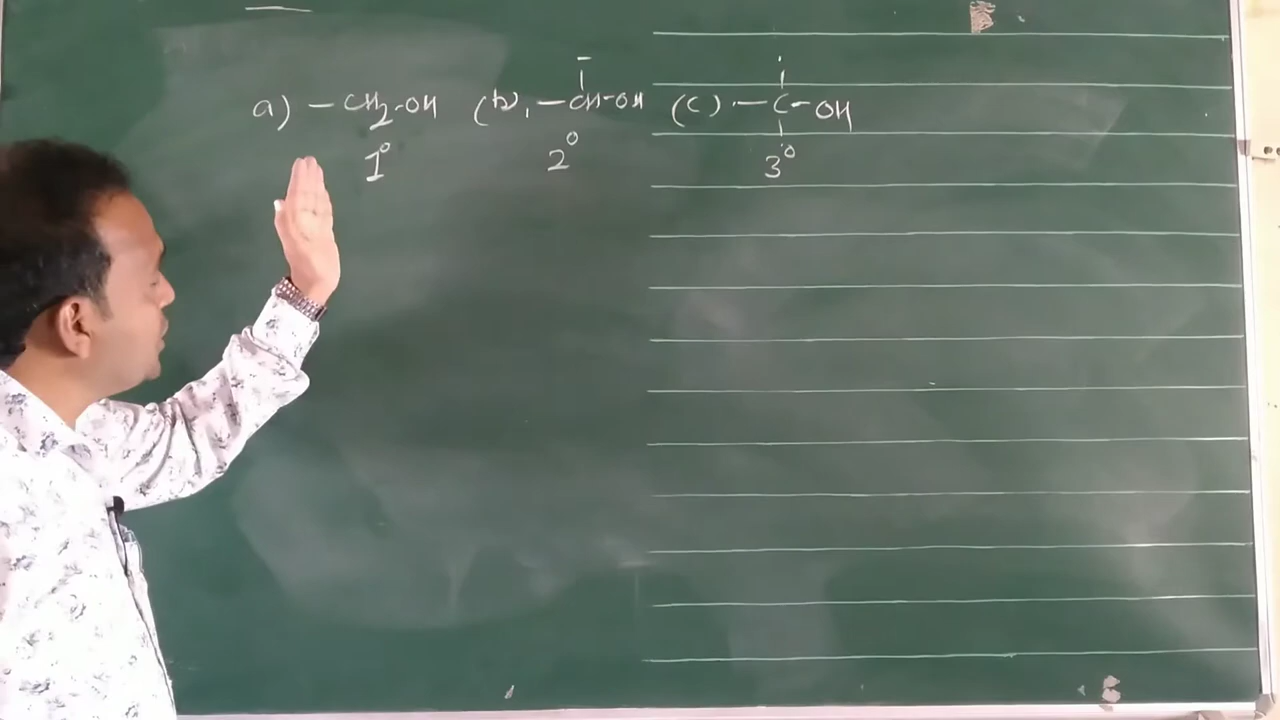 a) –CH2-OH (b), –CH-OH (c). –C-OH
1° 2° 3°